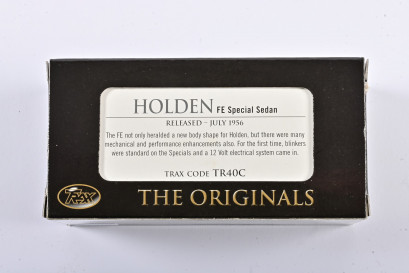 HOLDEN FE Special Sedan
RELEASED – JULY 1956
The FE not only heralded a new body shape for Holden, but there were many
mechanical and performance enhancements also. For the first time, blinkers
were standard on the Specials and a 12 Volt electrical system came in.
TRAX CODE TR40C
TRAX THE ORIGINALS